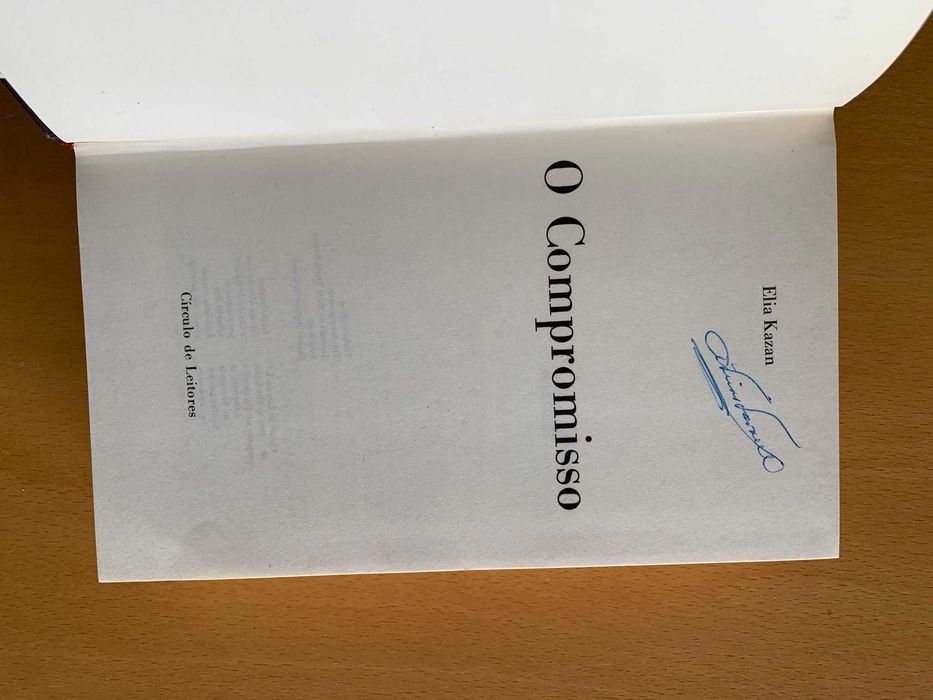 Elia Kazan
O Compromisso
Círculo de Leitores